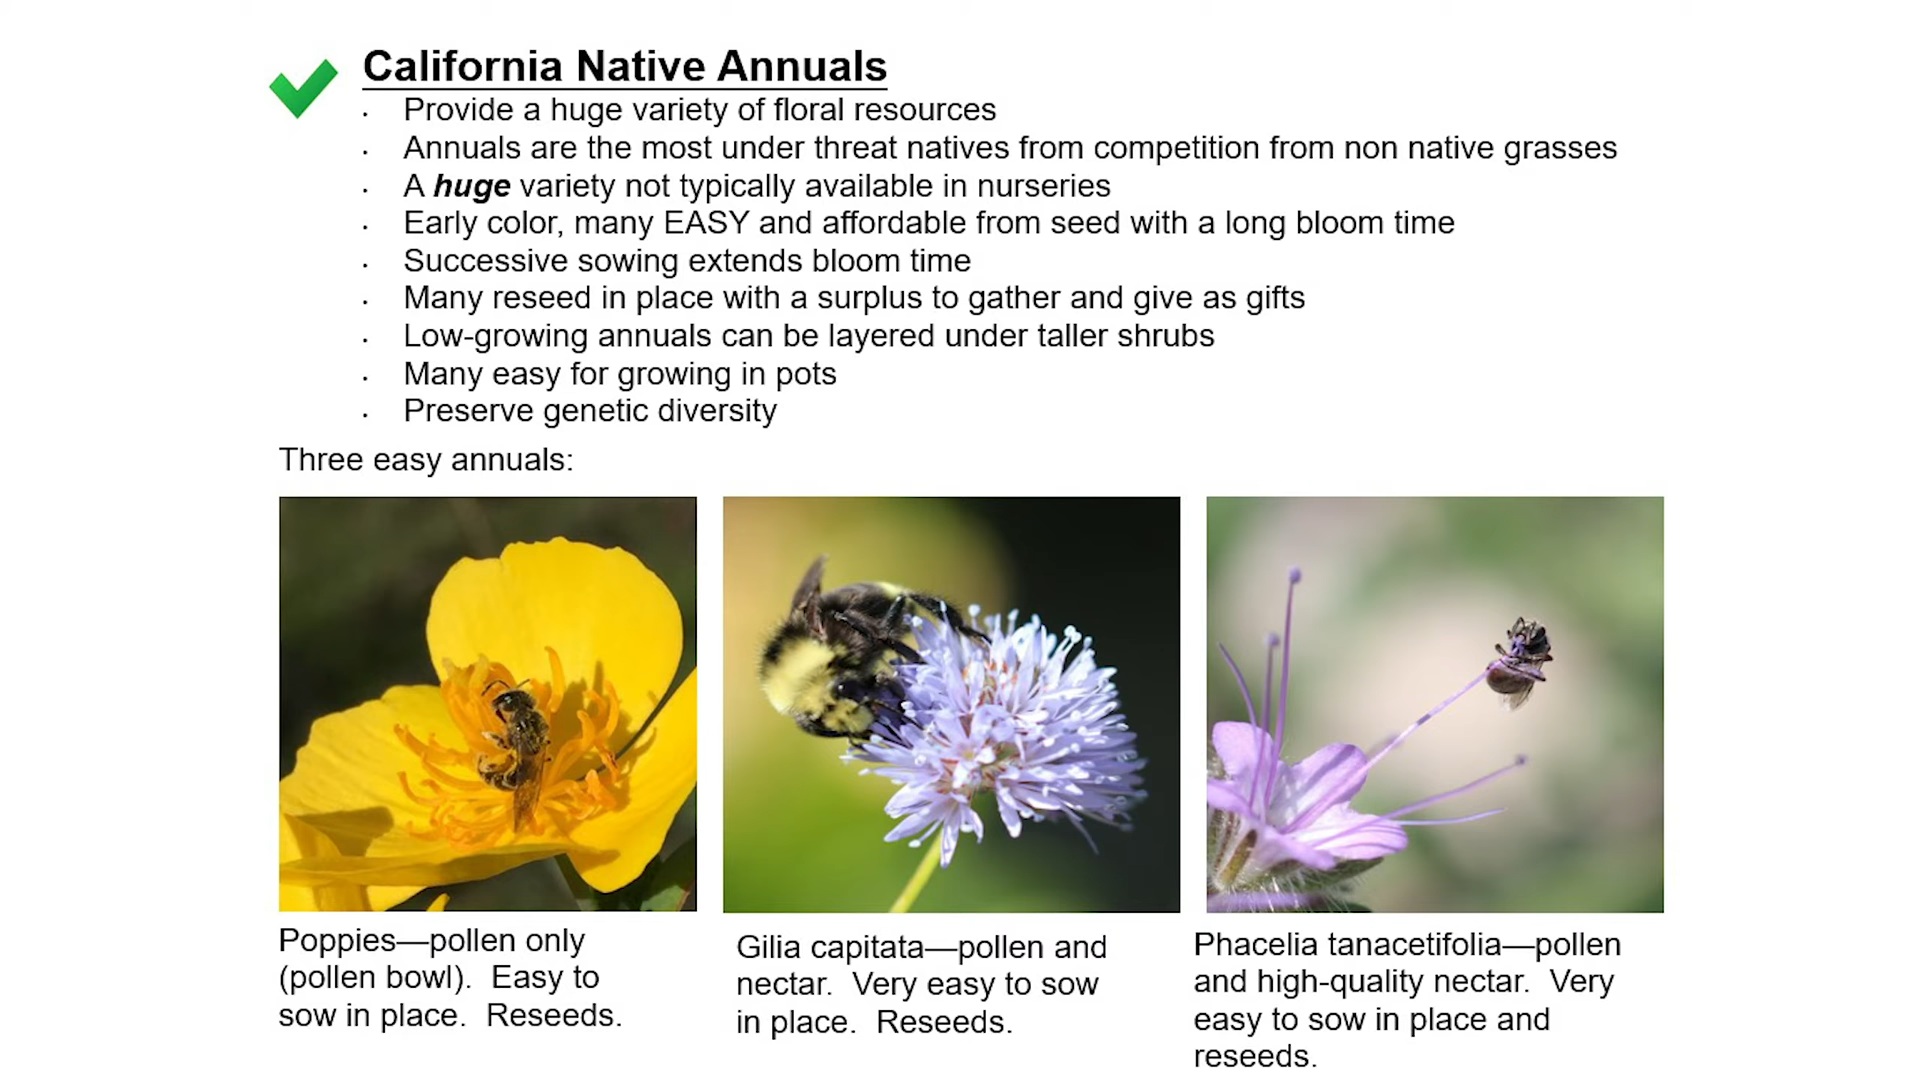 California Native Annuals
· Provide a huge variety of floral resources
· Annuals are the most under threat natives from competition from non native grasses
· A huge variety not typically available in nurseries
· Early color, many EASY and affordable from seed with a long bloom time
· Successive sowing extends bloom time
· Many reseed in place with a surplus to gather and give as gifts
· Low-growing annuals can be layered under taller shrubs
· Many easy for growing in pots
· Preserve genetic diversity
Three easy annuals:
Poppies—pollen only
(pollen bowl).  Easy to
sow in place.  Reseeds.
Gilia capitata—pollen and
nectar.  Very easy to sow
in place.  Reseeds.
Phacelia tanacetifolia—pollen
and high-quality nectar.  Very
easy to sow in place and
reseeds.